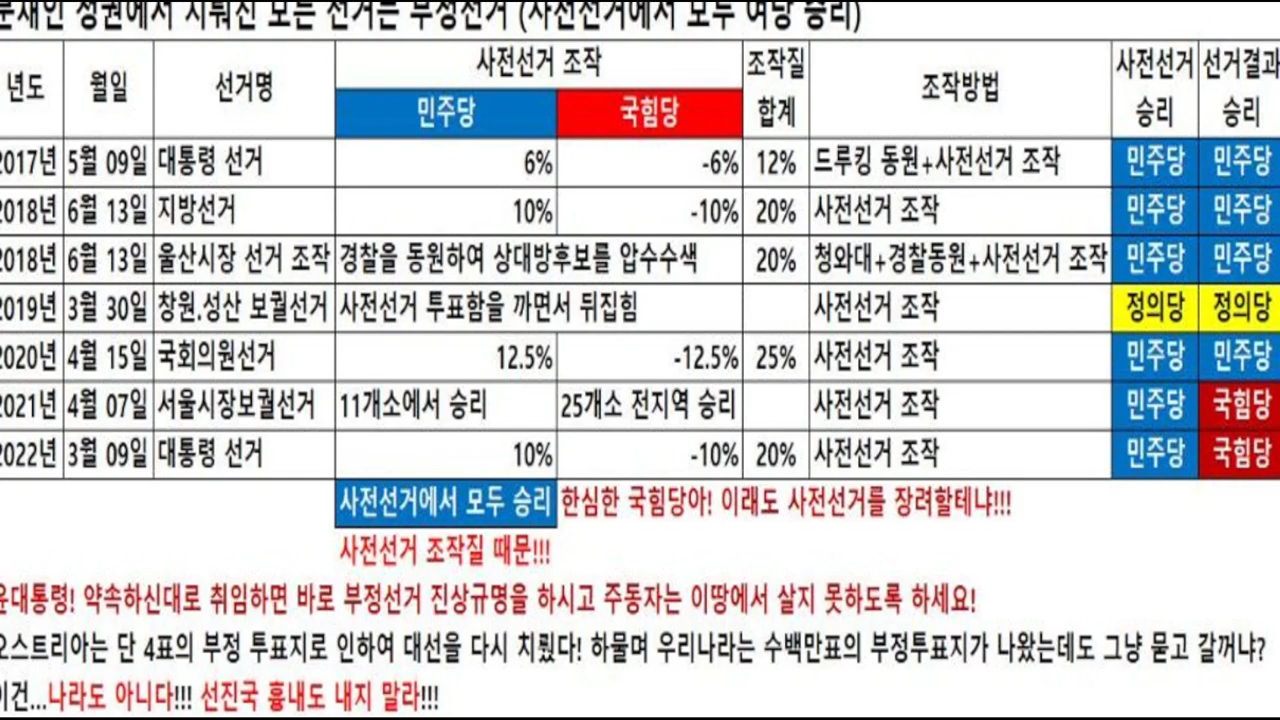 문재인 정권에서 치뤄진 모든 선거는 부정선거 (사전선거에서 모두 여당 승리)
년도 월일 선거명 사전선거 조작 조작질 합계 조작방법 사전선거 승리 선거결과 승리
민주당 국힘당
2017년 5월 09일 대통령 선거 6% -6% 12% 드루킹 동원+사전선거 조작 민주당 민주당
2018년 6월 13일 지방선거 10% -10% 20% 사전선거 조작 민주당 민주당
2018년 6월 13일 울산시장 선거 조작 경찰을 동원하여 상대방후보를 압수수색 20% 청와대+경찰동원+사전선거 조작 민주당 민주당
2019년 3월 30일 창원.성산 보궐선거 사전선거 투표함을 까면서 뒤집힘 사전선거 조작 정의당 정의당
2020년 4월 15일 국회의원선거 12.5% -12.5% 25% 사전선거 조작 민주당 민주당
2021년 4월 07일 서울시장보궐선거 11개소에서 승리 25개소 전지역 승리 사전선거 조작 민주당 국힘당
2022년 3월 09일 대통령 선거 10% -10% 20% 사전선거 조작 민주당 국힘당
사전선거에서 모두 승리 한심한 국힘당아! 이래도 사전선거를 장려할테냐!!!
사전선거 조작질 때문!!!
윤대통령! 약속하신대로 취임하면 바로 부정선거 진상규명을 하시고 주동자는 이땅에서 살지 못하도록 하세요!
오스트리아는 단 4표의 부정 투표지로 인하여 대선을 다시 치뤘다! 하물며 우리나라는 수백만표의 부정투표지가 나왔는데도 그냥 묻고 갈꺼냐?
이건...나라도 아니다!!! 선진국 흉내도 내지 말라!!!